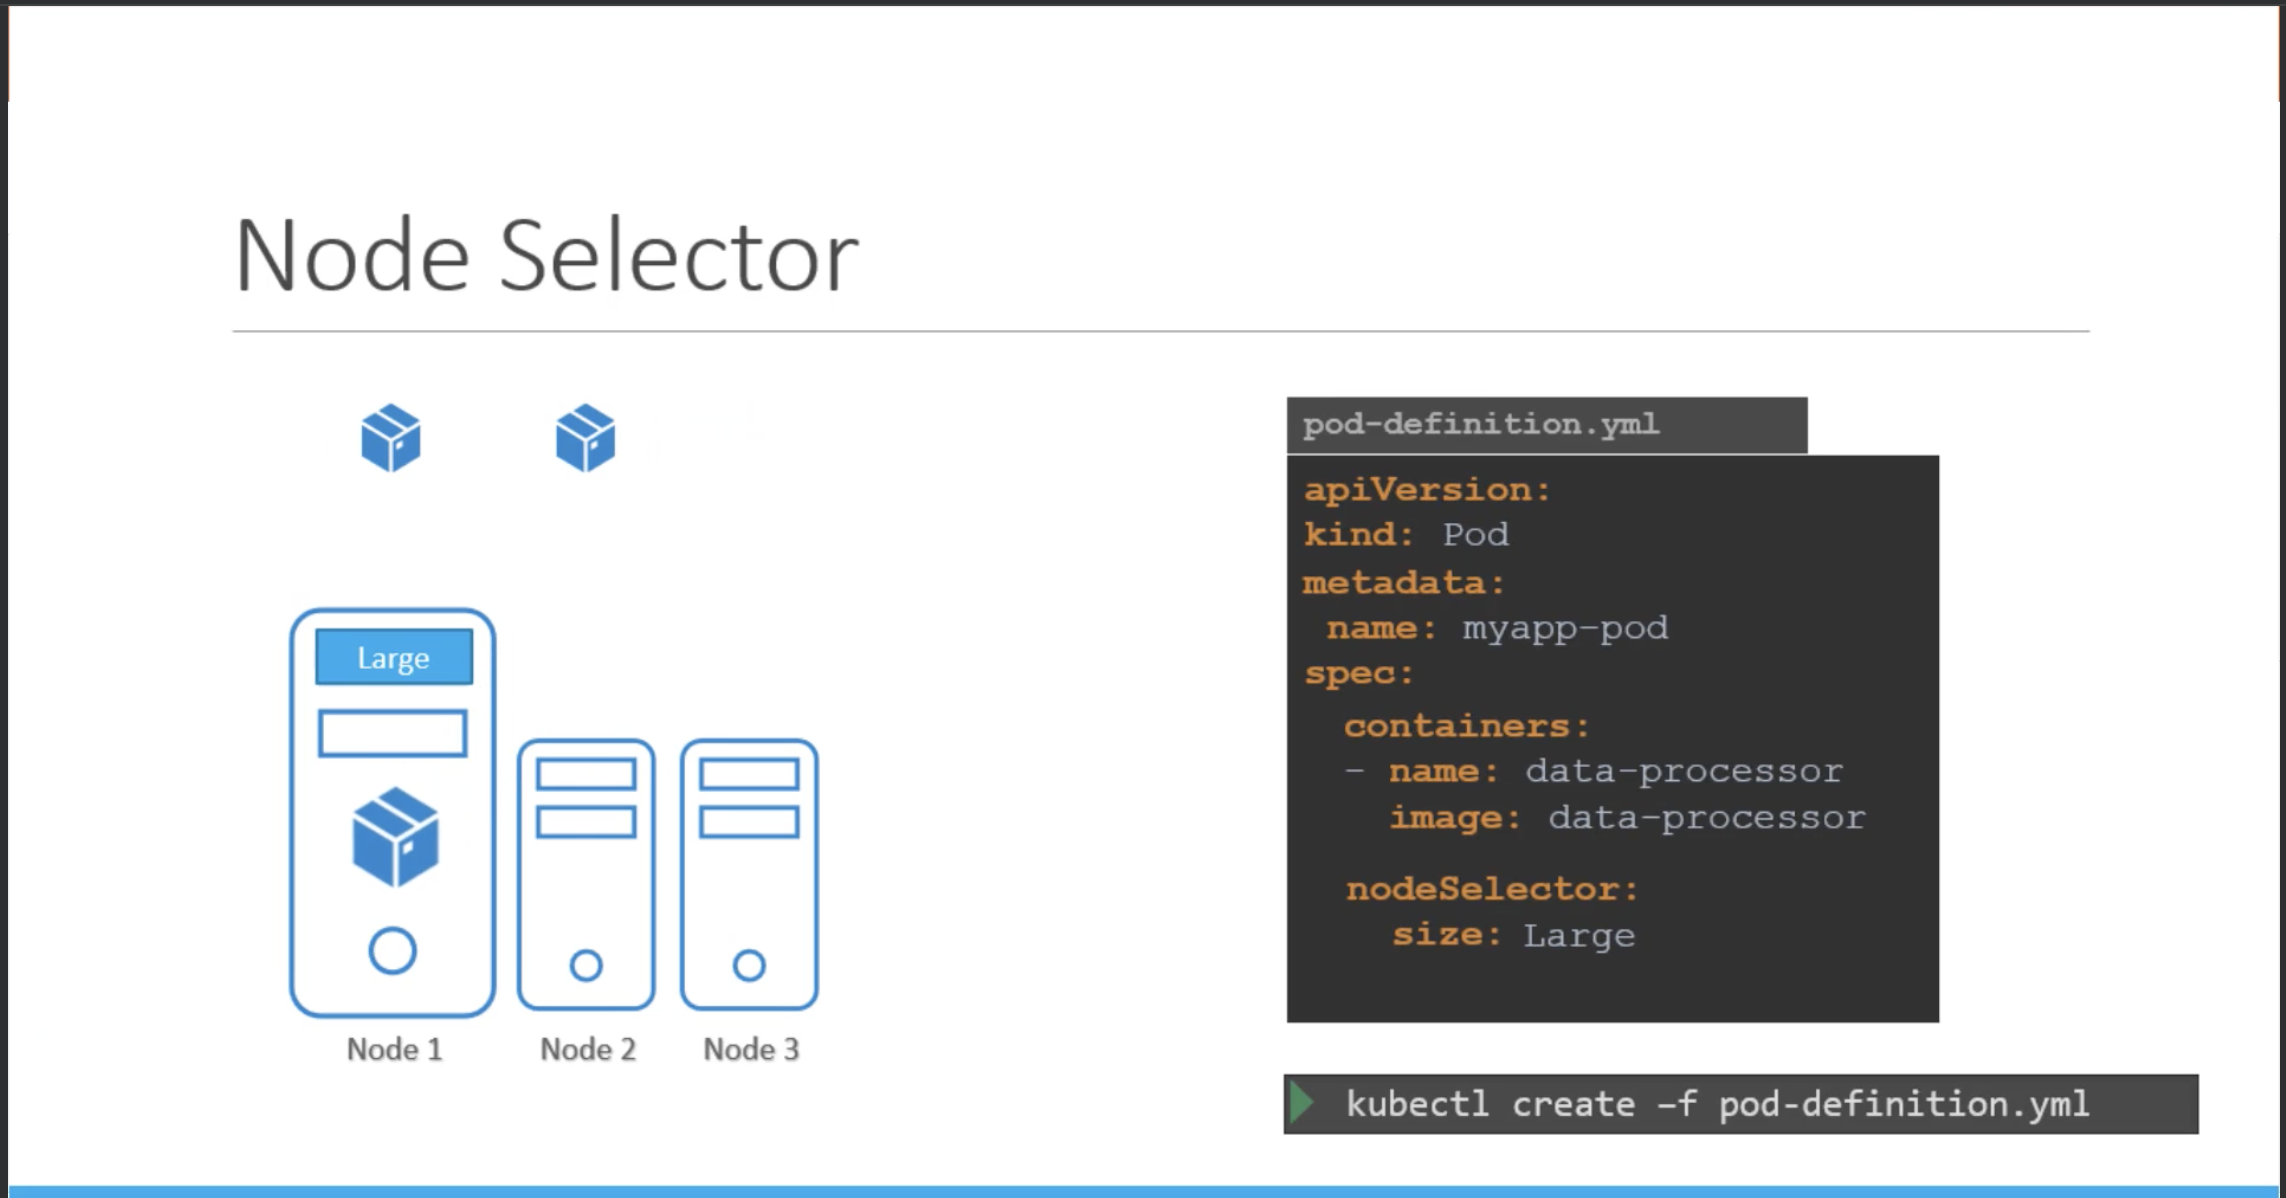 Node Selector
Large
Node 1
Node 2
Node 3
pod-definition.yml
apiVersion:
kind: Pod
metadata:
 name: myapp-pod
spec:
  containers:
  - name: data-processor
    image: data-processor
  nodeSelector:
    size: Large
kubectl create –f pod-definition.yml